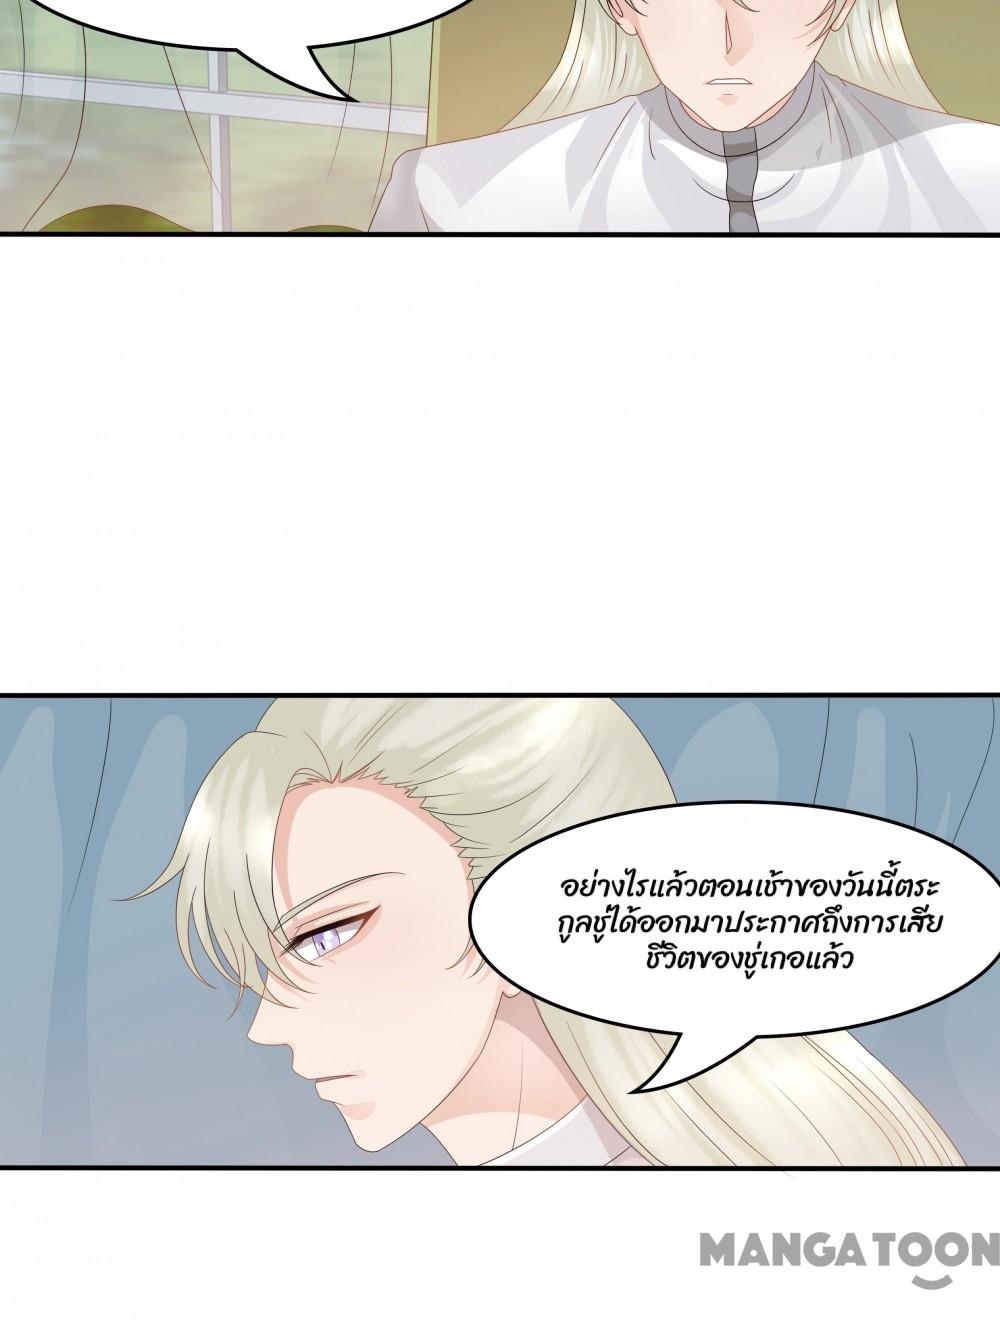 อย่างไรแล้วตอนเช้าของวันนี้ตระ
กูลชู่ได้ออกมาประกาศถึงการเสีย
ชีวิตของชู่เกอแล้ว
MANGATOON